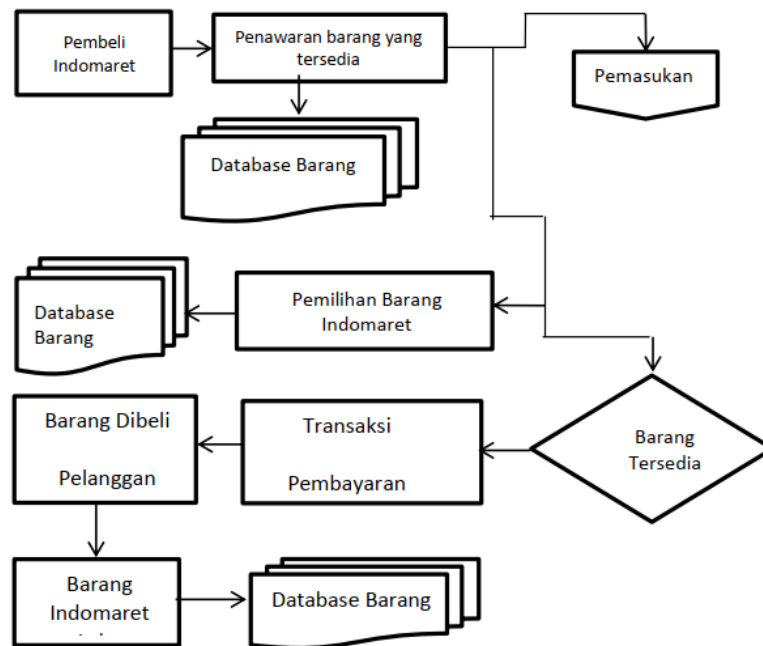 Pembeli
Indomaret
Penawaran barang yang
tersedia
Pemasukan
Database Barang
Pemilihan Barang
Indomaret
Database
Barang
Barang Dibeli
Pelanggan
Transaksi
Pembayaran
Barang
Tersedia
Barang
Indomaret
Database Barang